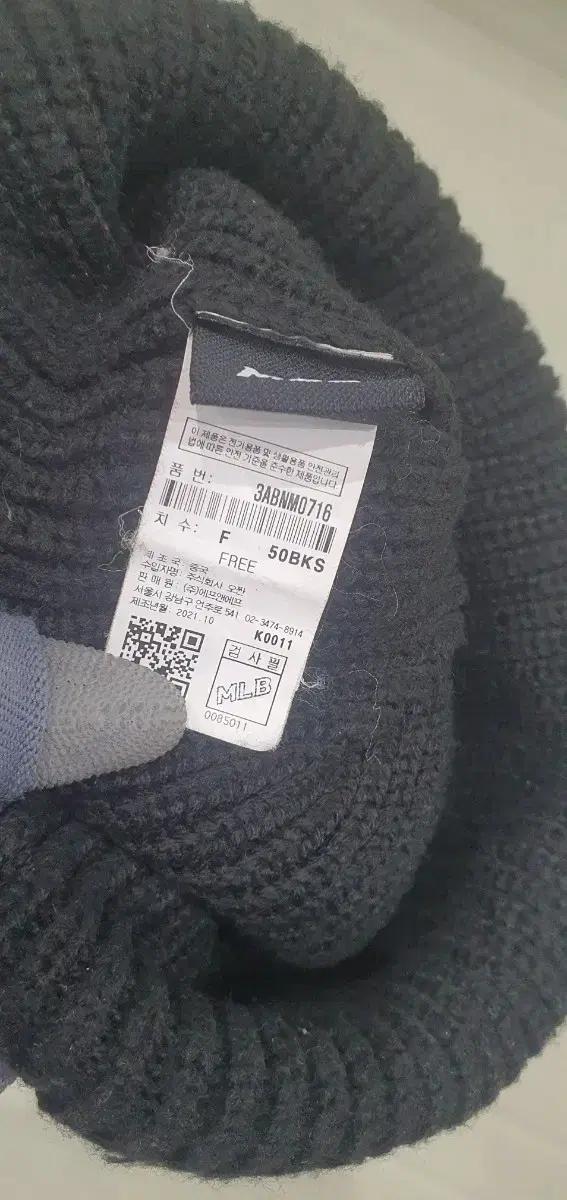 이 제품은 전기용품 및 생활용품 안전관리
법에 따른 안전 기준을 준수한 제품입니다
품 번: 3ABNM0716
치 수: F 50BKS
FREE
제 조 국: 중국
수입자명: 주식회사 오반
판 매 원: (주)에프앤에프
서울시 강남구 언주로 541 02-3474-8914
제조년월: 2021.10
K0011
검 사 필
MLB
0085011